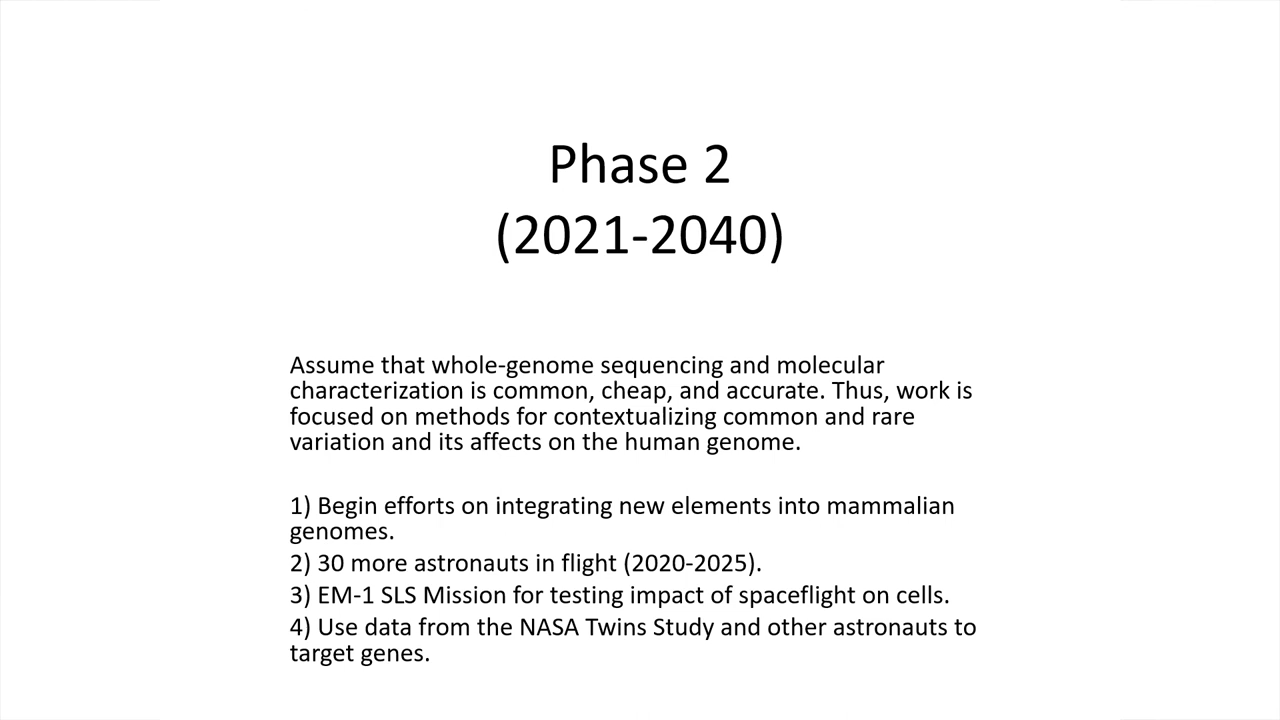 Phase 2
(2021-2040)
Assume that whole-genome sequencing and molecular
characterization is common, cheap, and accurate. Thus, work is
focused on methods for contextualizing common and rare
variation and its affects on the human genome.
1) Begin efforts on integrating new elements into mammalian
genomes.
2) 30 more astronauts in flight (2020-2025).
3) EM-1 SLS Mission for testing impact of spaceflight on cells.
4) Use data from the NASA Twins Study and other astronauts to
target genes.